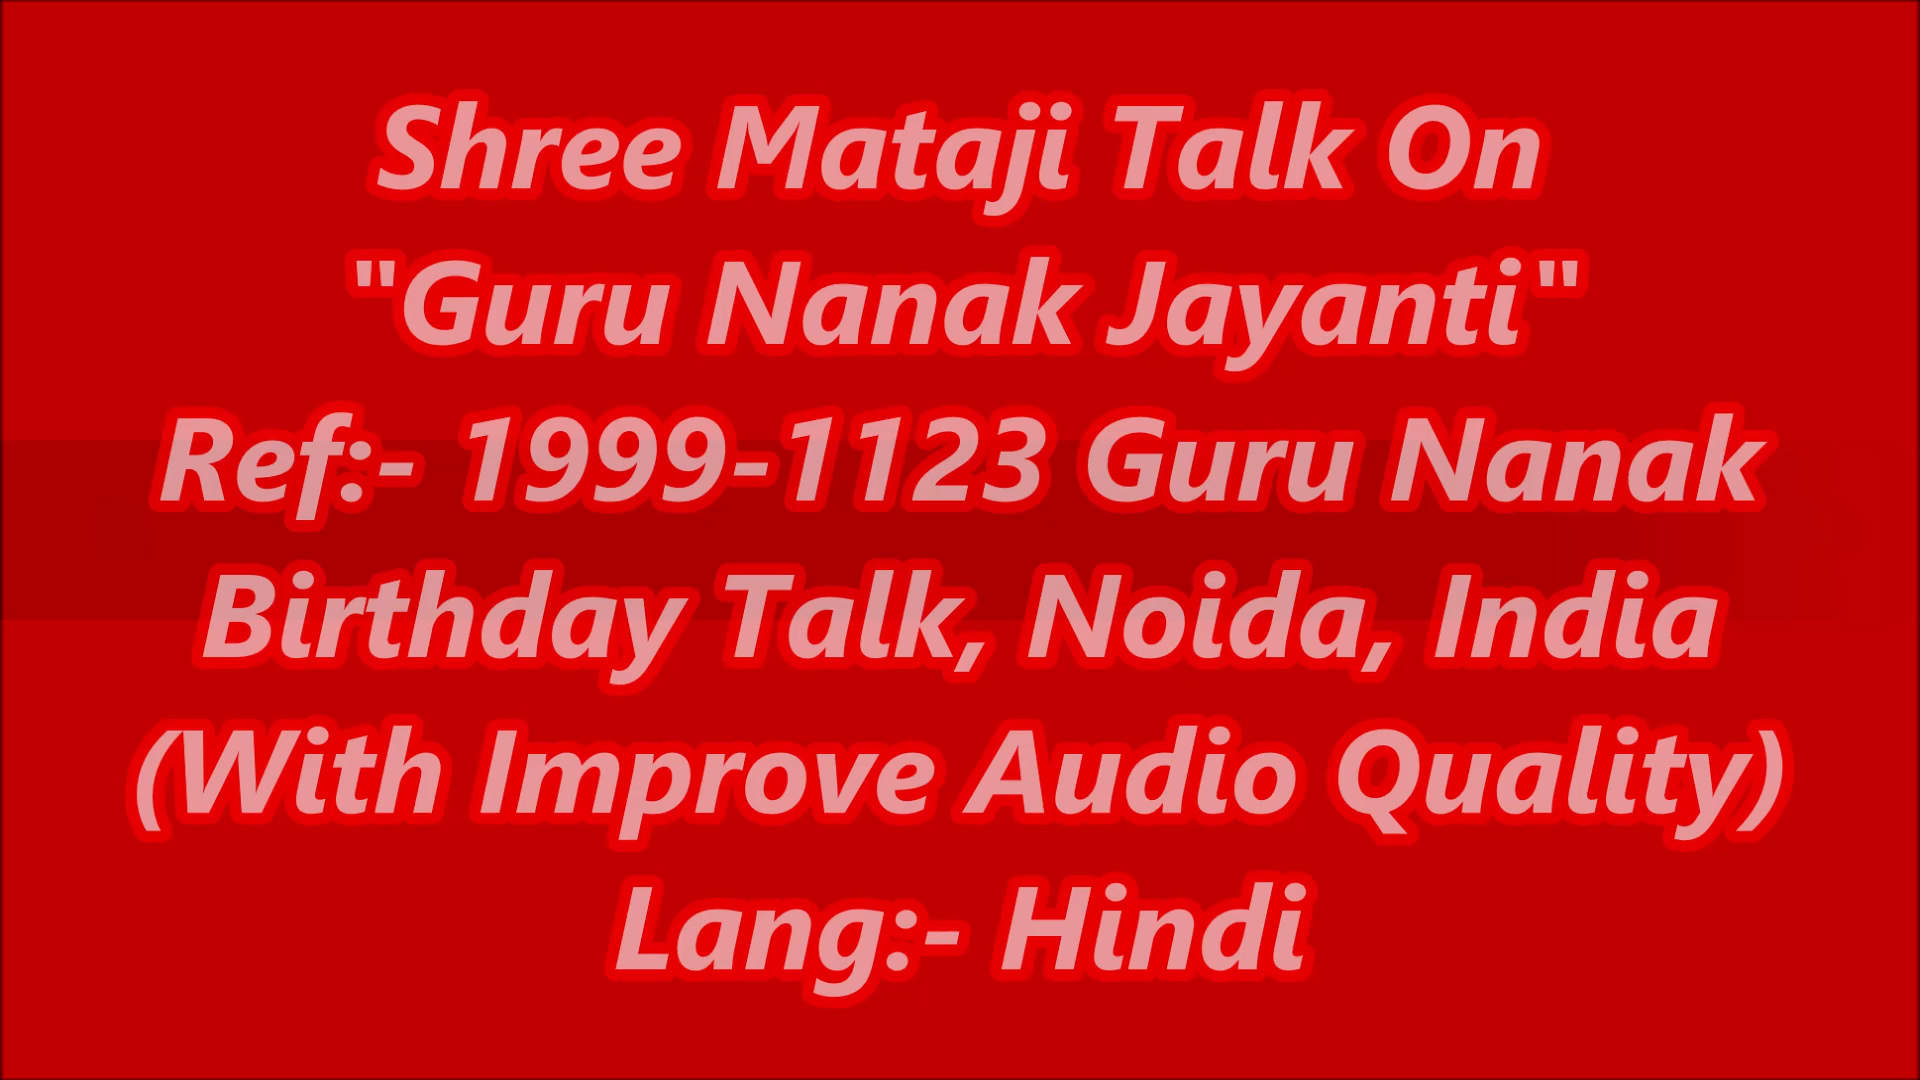 Shree Mataji Talk On
"Guru Nanak Jayanti"
Ref:- 1999-1123 Guru Nanak
Birthday Talk, Noida, India
(With Improve Audio Quality)
Lang:- Hindi